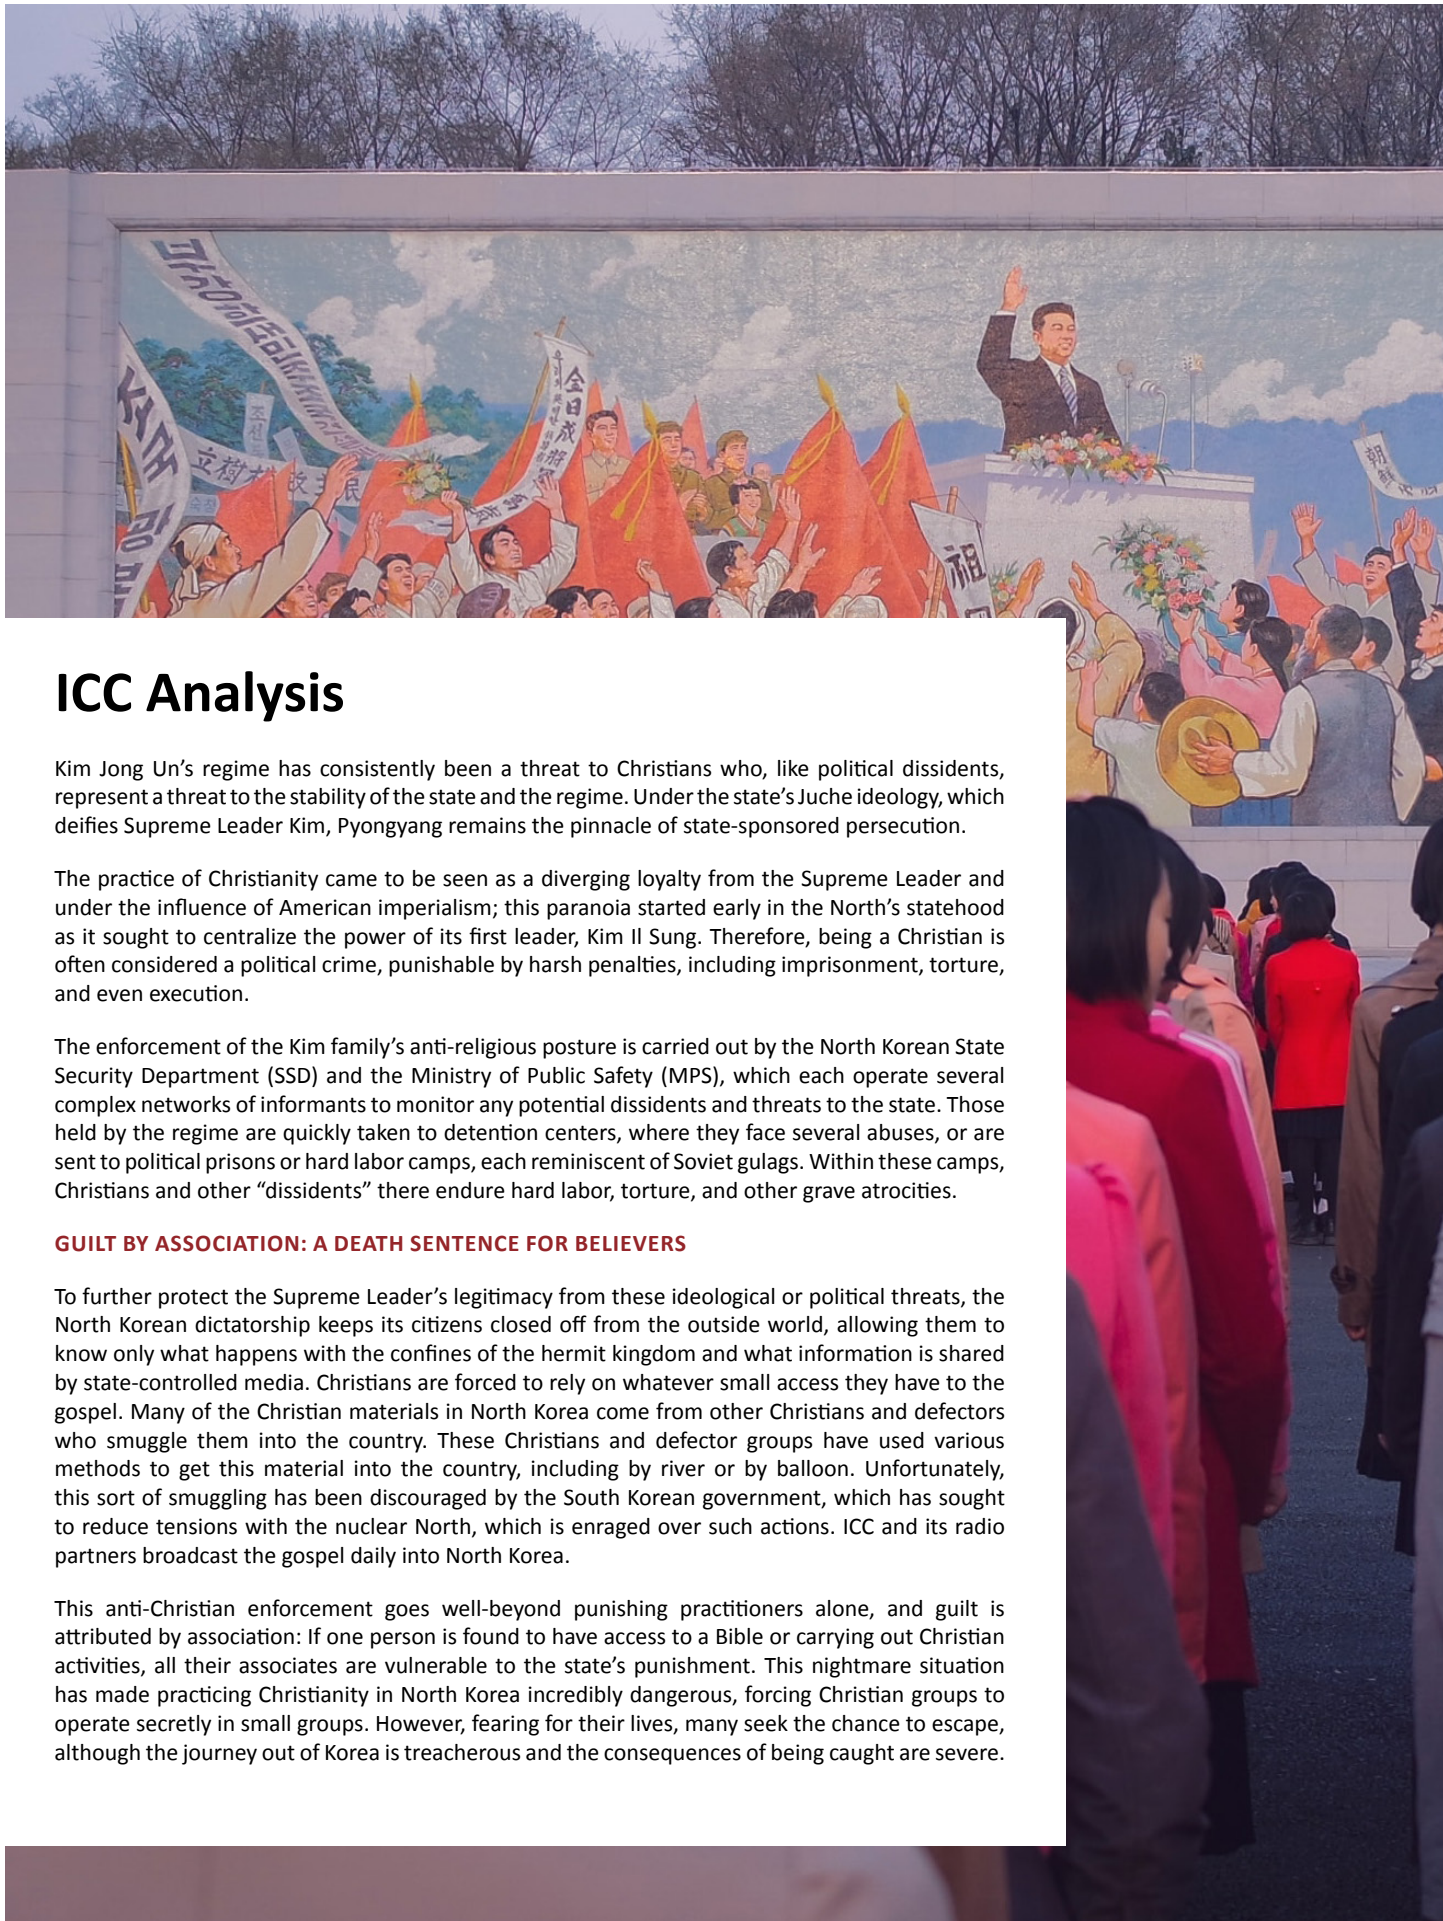 조선
立樹
民
金日成將
祖
朝鮮
ICC Analysis
Kim Jong Un’s regime has consistently been a threat to Christians who, like political dissidents,
represent a threat to the stability of the state and the regime. Under the state’s Juche ideology, which
deifies Supreme Leader Kim, Pyongyang remains the pinnacle of state-sponsored persecution.
The practice of Christianity came to be seen as a diverging loyalty from the Supreme Leader and
under the influence of American imperialism; this paranoia started early in the North’s statehood
as it sought to centralize the power of its first leader, Kim Il Sung. Therefore, being a Christian is
often considered a political crime, punishable by harsh penalties, including imprisonment, torture,
and even execution.
The enforcement of the Kim family’s anti-religious posture is carried out by the North Korean State
Security Department (SSD) and the Ministry of Public Safety (MPS), which each operate several
complex networks of informants to monitor any potential dissidents and threats to the state. Those
held by the regime are quickly taken to detention centers, where they face several abuses, or are
sent to political prisons or hard labor camps, each reminiscent of Soviet gulags. Within these camps,
Christians and other “dissidents” there endure hard labor, torture, and other grave atrocities.
GUILT BY ASSOCIATION: A DEATH SENTENCE FOR BELIEVERS
To further protect the Supreme Leader’s legitimacy from these ideological or political threats, the
North Korean dictatorship keeps its citizens closed off from the outside world, allowing them to
know only what happens with the confines of the hermit kingdom and what information is shared
by state-controlled media. Christians are forced to rely on whatever small access they have to the
gospel. Many of the Christian materials in North Korea come from other Christians and defectors
who smuggle them into the country. These Christians and defector groups have used various
methods to get this material into the country, including by river or by balloon. Unfortunately,
this sort of smuggling has been discouraged by the South Korean government, which has sought
to reduce tensions with the nuclear North, which is enraged over such actions. ICC and its radio
partners broadcast the gospel daily into North Korea.
This anti-Christian enforcement goes well-beyond punishing practitioners alone, and guilt is
attributed by association: If one person is found to have access to a Bible or carrying out Christian
activities, all their associates are vulnerable to the state’s punishment. This nightmare situation
has made practicing Christianity in North Korea incredibly dangerous, forcing Christian groups to
operate secretly in small groups. However, fearing for their lives, many seek the chance to escape,
although the journey out of Korea is treacherous and the consequences of being caught are severe.